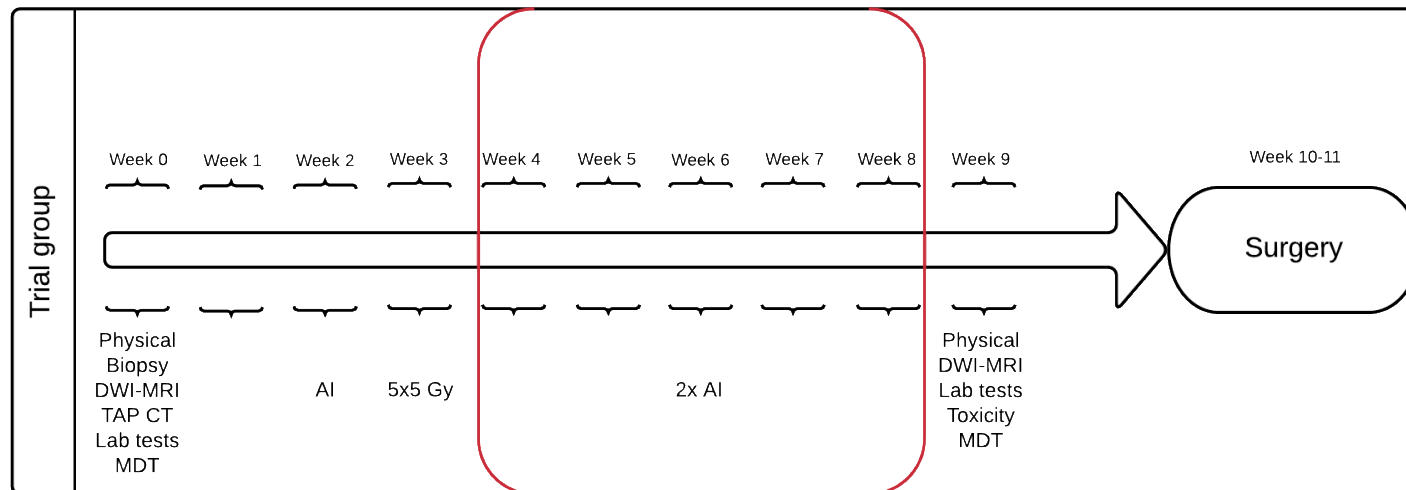 Trial group
Week 0
Week 1
Week 2
Week 3
Week 4
Week 5
Week 6
Week 7
Week 8
Week 9
Week 10-11
Surgery
Physical
Biopsy
DWI-MRI
TAP CT
Lab tests
MDT
AI
5x5 Gy
2x AI
Physical
DWI-MRI
Lab tests
Toxicity
MDT